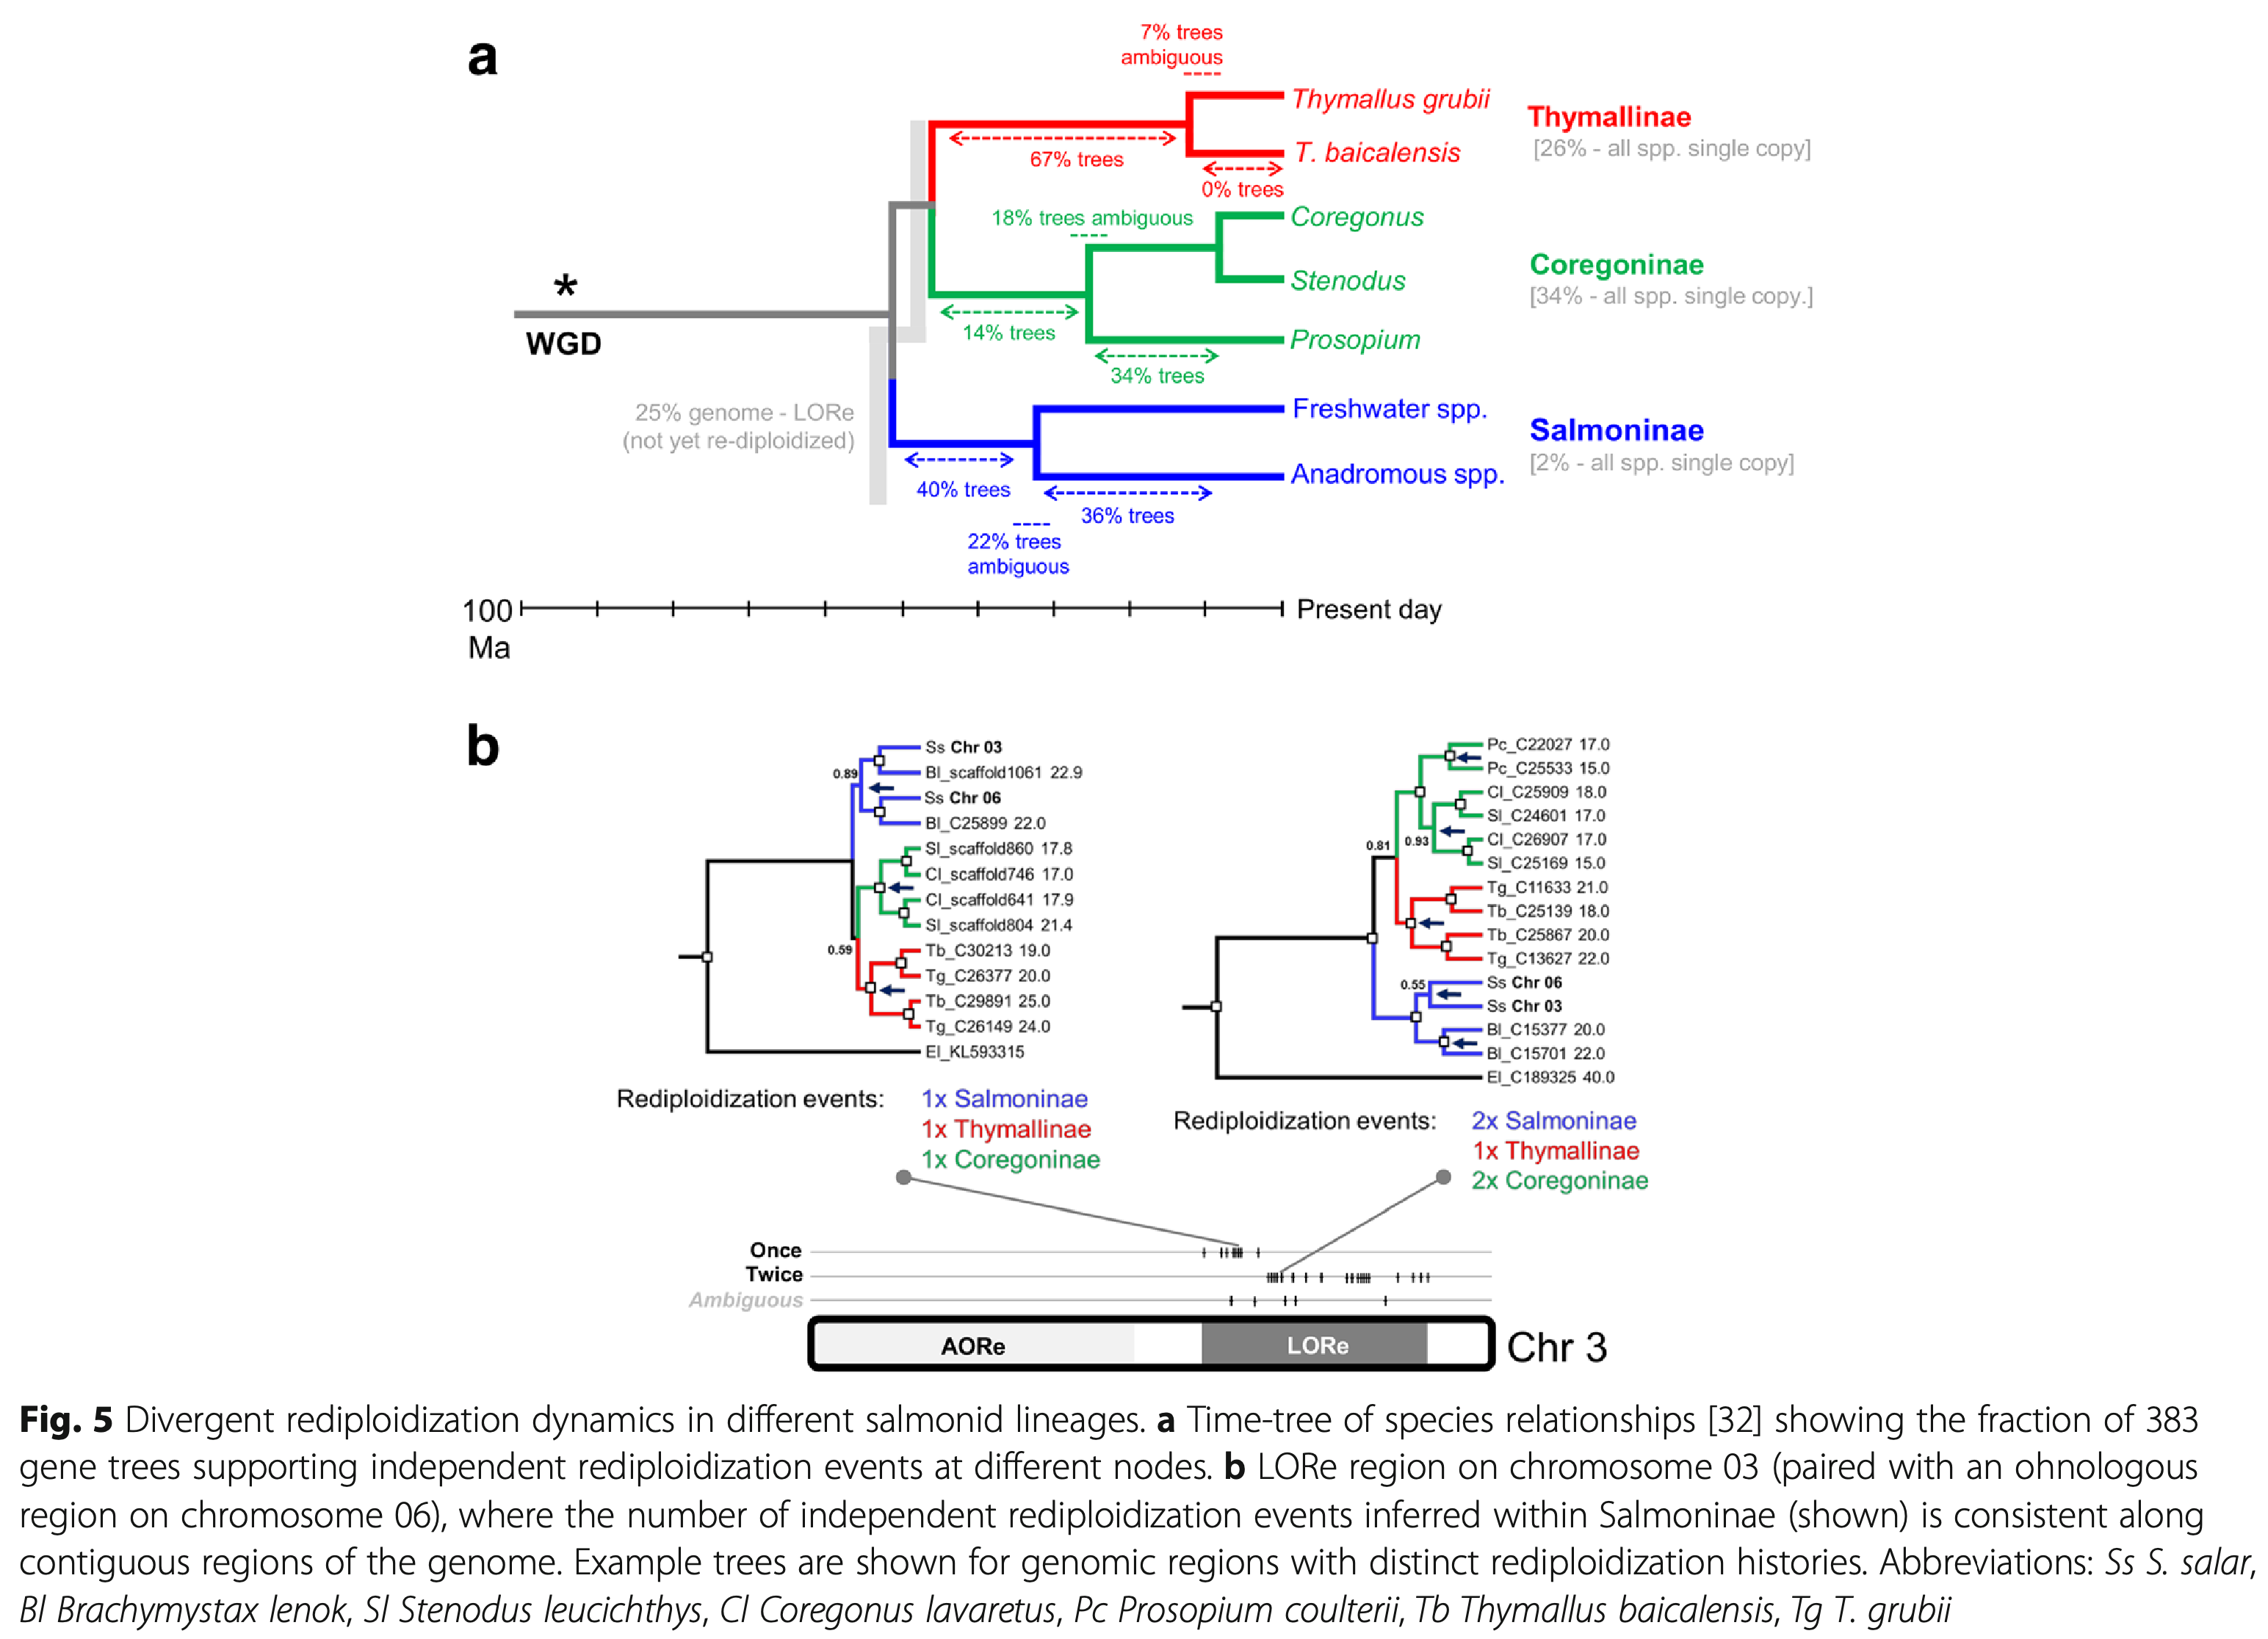 a
7% trees
ambiguous
Thymallus grubii
Thymallinae
[26% - all spp. single copy]
67% trees
T. baicalensis
0% trees
18% trees ambiguous
Coregonus
Coregoninae
[34% - all spp. single copy.]
Stenodus
14% trees
Prosopium
34% trees
*
WGD
25% genome - LORe
(not yet re-diploidized)
Freshwater spp.
Salmoninae
[2% - all spp. single copy]
Anadromous spp.
40% trees
36% trees
22% trees
ambiguous
100
Ma
Present day
b
Ss Chr 03
0.89
Bl_scaffold1061 22.9
Ss Chr 06
Bl_C25899 22.0
Sl_scaffold860 17.8
Cl_scaffold746 17.0
Cl_scaffold641 17.9
Sl_scaffold804 21.4
0.59
Tb_C30213 19.0
Tg_C26377 20.0
Tb_C29891 25.0
Tg_C26149 24.0
El_KL593315
Rediploidization events:
1x Salmoninae
1x Thymallinae
1x Coregoninae
Pc_C22027 17.0
Pc_C25533 15.0
Cl_C25909 18.0
Sl_C24601 17.0
0.81
0.93
Cl_C26907 17.0
Sl_C25169 15.0
Tg_C11633 21.0
Tb_C25139 18.0
Tb_C25867 20.0
Tg_C13627 22.0
0.55
Ss Chr 06
Ss Chr 03
Bl_C15377 20.0
Bl_C15701 22.0
El_C189325 40.0
Rediploidization events:
2x Salmoninae
1x Thymallinae
2x Coregoninae
Once
Twice
Ambiguous
AORe
LORe
Chr 3
Fig. 5 Divergent rediploidization dynamics in different salmonid lineages. a Time-tree of species relationships [32] showing the fraction of 383
gene trees supporting independent rediploidization events at different nodes. b LORe region on chromosome 03 (paired with an ohnologous
region on chromosome 06), where the number of independent rediploidization events inferred within Salmoninae (shown) is consistent along
contiguous regions of the genome. Example trees are shown for genomic regions with distinct rediploidization histories. Abbreviations: Ss S. salar,
Bl Brachymystax lenok, Sl Stenodus leucichthys, Cl Coregonus lavaretus, Pc Prosopium coulterii, Tb Thymallus baicalensis, Tg T. grubii